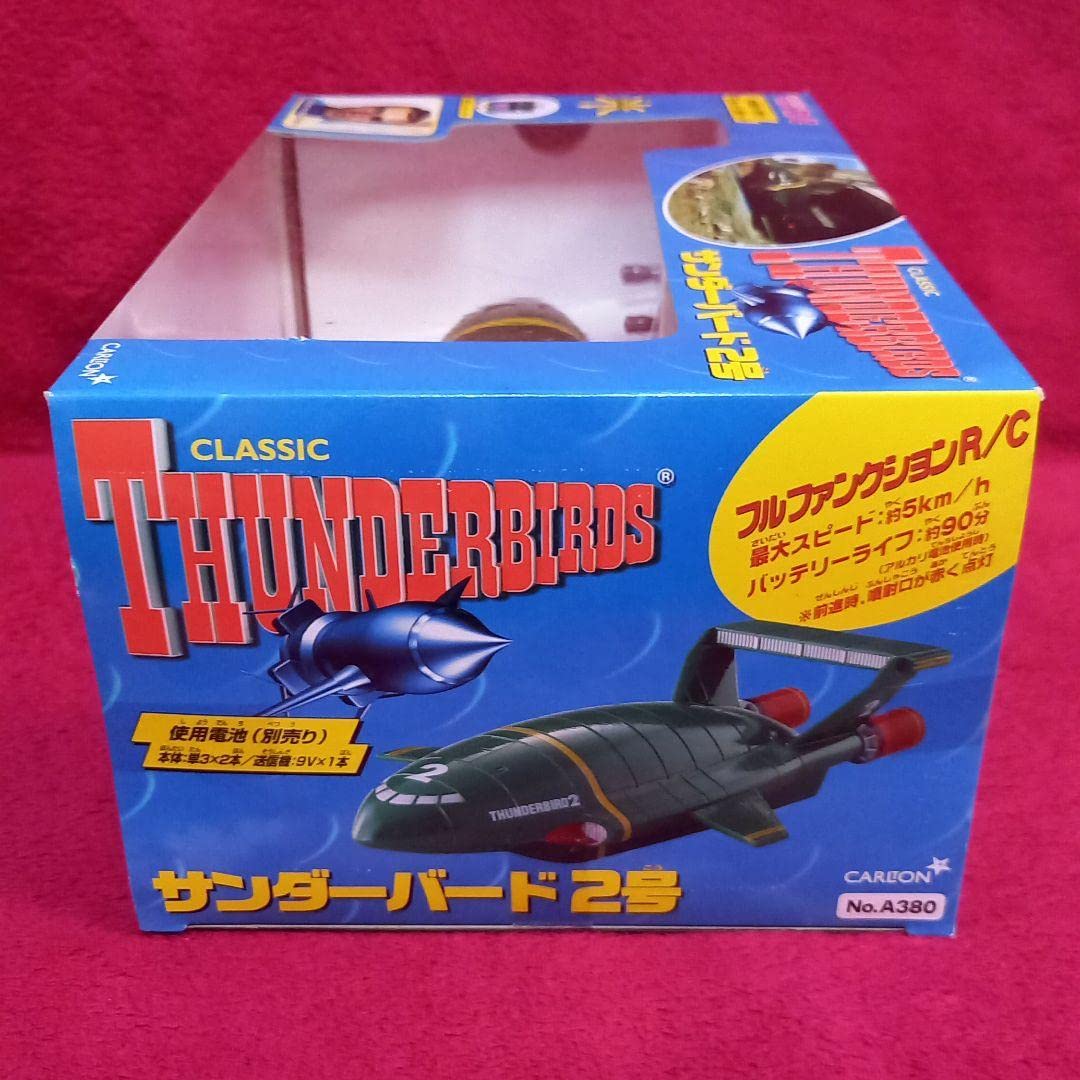 CLASSIC
THUNDERBIRDS
サンダーバード2号
CARLTON
CLASSIC
THUNDERBIRDS®
フルファンクションR/C
最大スピード:約5km/h
バッテリーライフ:約90分
(アルカリ電池使用時)
※前進時、噴射口が赤く点灯
使用電池(別売り)
本体:単3×2本/送信機:9V×1本
2
THUNDERBIRD 2
2
サンダーバード2号
CARLTON
No.A380